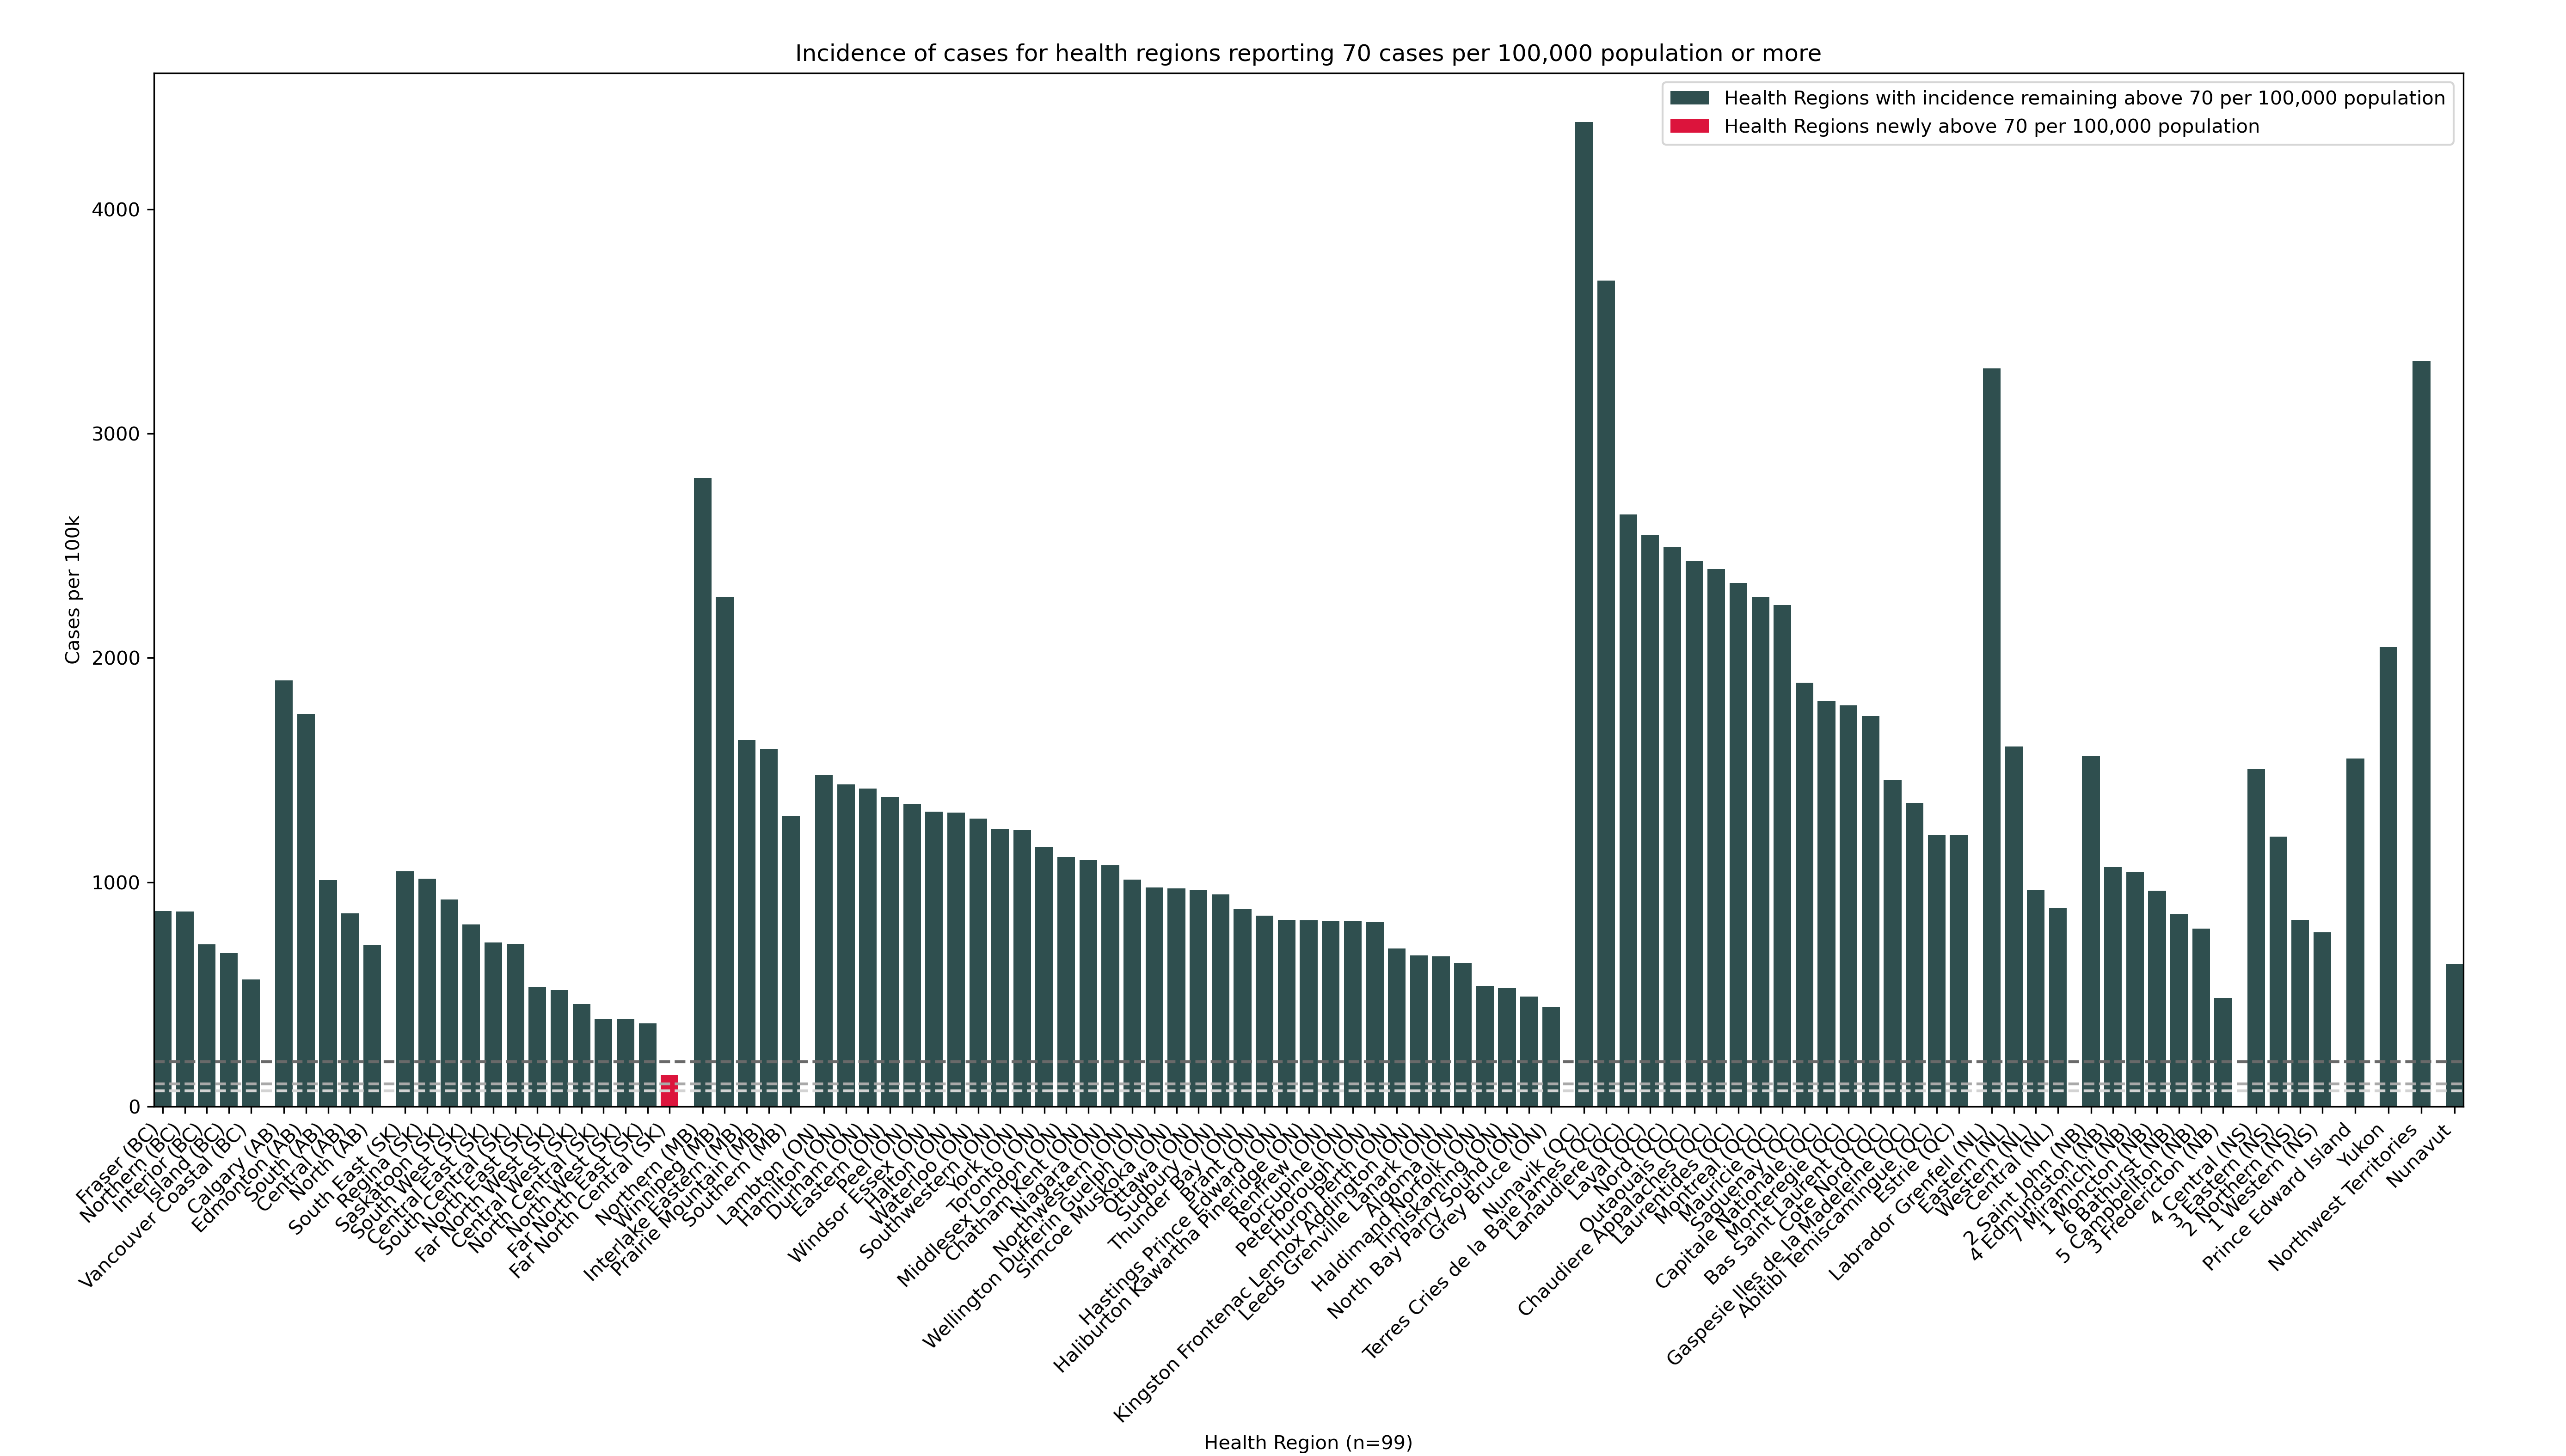 Incidence of cases for health regions reporting 70 cases per 100,000 population or more
Health Regions with incidence remaining above 70 per 100,000 population
Health Regions newly above 70 per 100,000 population
Cases per 100k
4000
3000
2000
1000
0
Fraser (BC)
Northern (BC)
Interior (BC)
Island (BC)
Vancouver Coastal (BC)
Calgary (AB)
Edmonton (AB)
South (AB)
Central (AB)
North (AB)
South East (SK)
Regina (SK)
Saskatoon (SK)
South West (SK)
Central East (SK)
South Central (SK)
North East (SK)
Far North West (SK)
Central West (SK)
North Central (SK)
North West (SK)
Far North East (SK)
Far North Central (SK)
Northern (MB)
Winnipeg (MB)
Interlake Eastern (MB)
Prairie Mountain (MB)
Southern (MB)
Lambton (ON)
Hamilton (ON)
Durham (ON)
Eastern (ON)
Peel (ON)
Windsor Essex (ON)
Halton (ON)
Waterloo (ON)
Southwestern (ON)
York (ON)
Toronto (ON)
Middlesex London (ON)
Chatham Kent (ON)
Niagara (ON)
Northwestern (ON)
Wellington Dufferin Guelph (ON)
Simcoe Muskoka (ON)
Ottawa (ON)
Sudbury (ON)
Thunder Bay (ON)
Brant (ON)
Hastings Prince Edward (ON)
Haliburton Kawartha Pineridge (ON)
Renfrew (ON)
Porcupine (ON)
Peterborough (ON)
Huron Perth (ON)
Kingston Frontenac Lennox Addington (ON)
Leeds Grenville Lanark (ON)
Algoma (ON)
Haldimand Norfolk (ON)
Timiskaming (ON)
North Bay Parry Sound (ON)
Grey Bruce (ON)
Nunavik (QC)
Terres Cries de la Baie James (QC)
Lanaudiere (QC)
Laval (QC)
Nord (QC)
Outaouais (QC)
Chaudiere Appalaches (QC)
Laurentides (QC)
Montreal (QC)
Mauricie (QC)
Saguenay (QC)
Capitale Nationale (QC)
Monteregie (QC)
Bas Saint Laurent (QC)
Cote Nord (QC)
Gaspesie Iles de la Madeleine (QC)
Abitibi Temiscamingue (QC)
Estrie (QC)
Labrador Grenfell (NL)
Eastern (NL)
Western (NL)
Central (NL)
2 Saint John (NB)
4 Edmundston (NB)
7 Miramichi (NB)
1 Moncton (NB)
6 Bathurst (NB)
5 Campbellton (NB)
3 Fredericton (NB)
4 Central (NS)
3 Eastern (NS)
2 Northern (NS)
1 Western (NS)
Prince Edward Island
Yukon
Northwest Territories
Nunavut
Health Region (n=99)